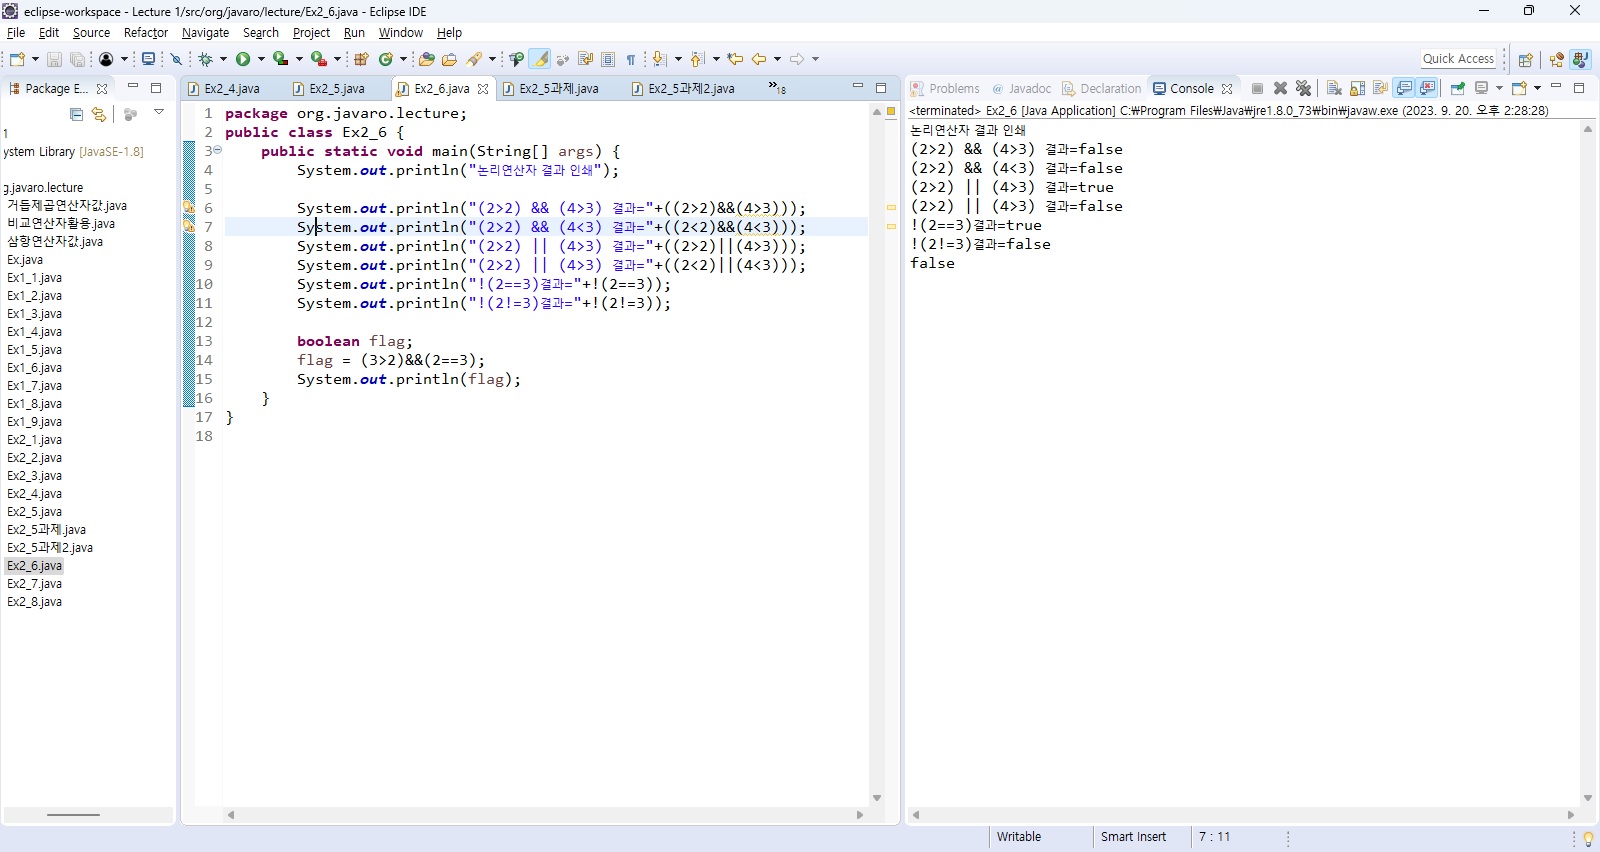 eclipse-workspace - Lecture 1/src/org/javaro/lecture/Ex2_6.java - Eclipse IDE
File Edit Source Refactor Navigate Search Project Run Window Help
Quick Access
Package E...
1
ystem Library [JavaSE-1.8]
g.javaro.lecture
거듭제곱연산자값.java
비교연산자활용.java
삼항연산자값.java
Ex.java
Ex1_1.java
Ex1_2.java
Ex1_3.java
Ex1_4.java
Ex1_5.java
Ex1_6.java
Ex1_7.java
Ex1_8.java
Ex1_9.java
Ex2_1.java
Ex2_2.java
Ex2_3.java
Ex2_4.java
Ex2_5.java
Ex2_5과제.java
Ex2_5과제2.java
Ex2_6.java
Ex2_7.java
Ex2_8.java
Ex2_4.java Ex2_5.java Ex2_6.java Ex2_5과제.java Ex2_5과제2.java »18
1 package org.javaro.lecture;
2 public class Ex2_6 {
3 public static void main(String[] args) {
4 System.out.println("논리연산자 결과 인쇄");
5
6 System.out.println("(2>2) && (4>3) 결과="+((2>2)&&(4>3)));
7 System.out.println("(2>2) && (4<3) 결과="+((2<2)&&(4<3)));
8 System.out.println("(2>2) || (4>3) 결과="+((2>2)||(4>3)));
9 System.out.println("(2>2) || (4>3) 결과="+((2<2)||(4<3)));
10 System.out.println("!(2==3)결과="+!(2==3));
11 System.out.println("!(2!=3)결과="+!(2!=3));
12
13 boolean flag;
14 flag = (3>2)&&(2==3);
15 System.out.println(flag);
16 }
17 }
18
Problems @ Javadoc Declaration Console
<terminated> Ex2_6 [Java Application] C:₩Program Files₩Java₩jre1.8.0_73₩bin₩javaw.exe (2023. 9. 20. 오후 2:28:28)
논리연산자 결과 인쇄
(2>2) && (4>3) 결과=false
(2>2) && (4<3) 결과=false
(2>2) || (4>3) 결과=true
(2>2) || (4>3) 결과=false
!(2==3)결과=true
!(2!=3)결과=false
false
Writable Smart Insert 7 : 11